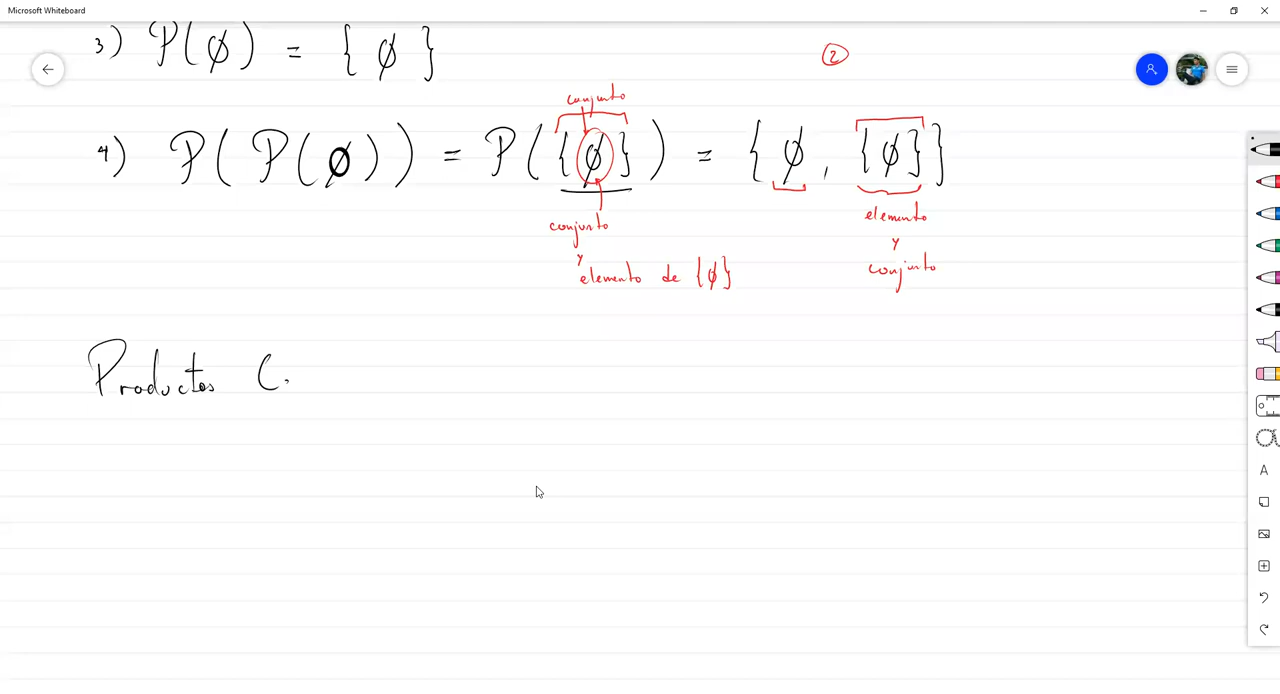 Microsoft Whiteboard
3) P(∅) = { ∅ }
②
conjunto
4) P( P(∅)) = P({∅}) = { ∅ , {∅} }
conjunto
y
elemento de {∅}
elemento
y
conjunto
Productos C.
A